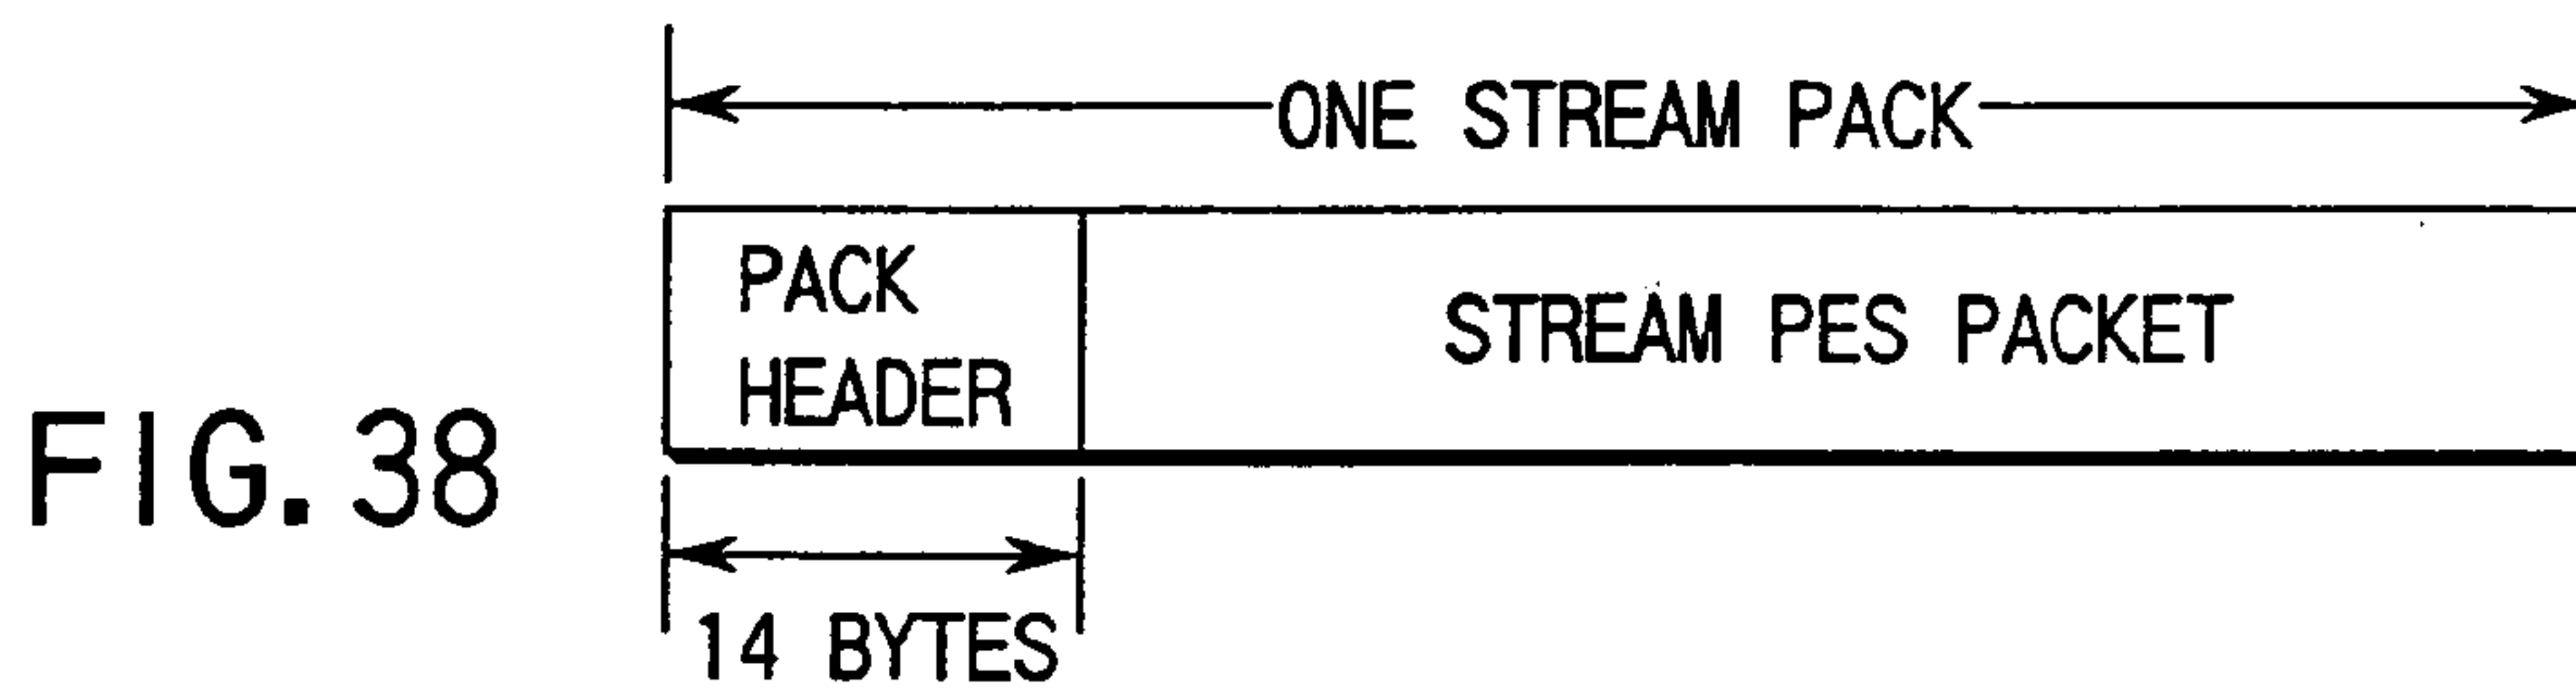 ONE STREAM PACK
PACK
HEADER
STREAM PES PACKET
FIG. 38
14 BYTES